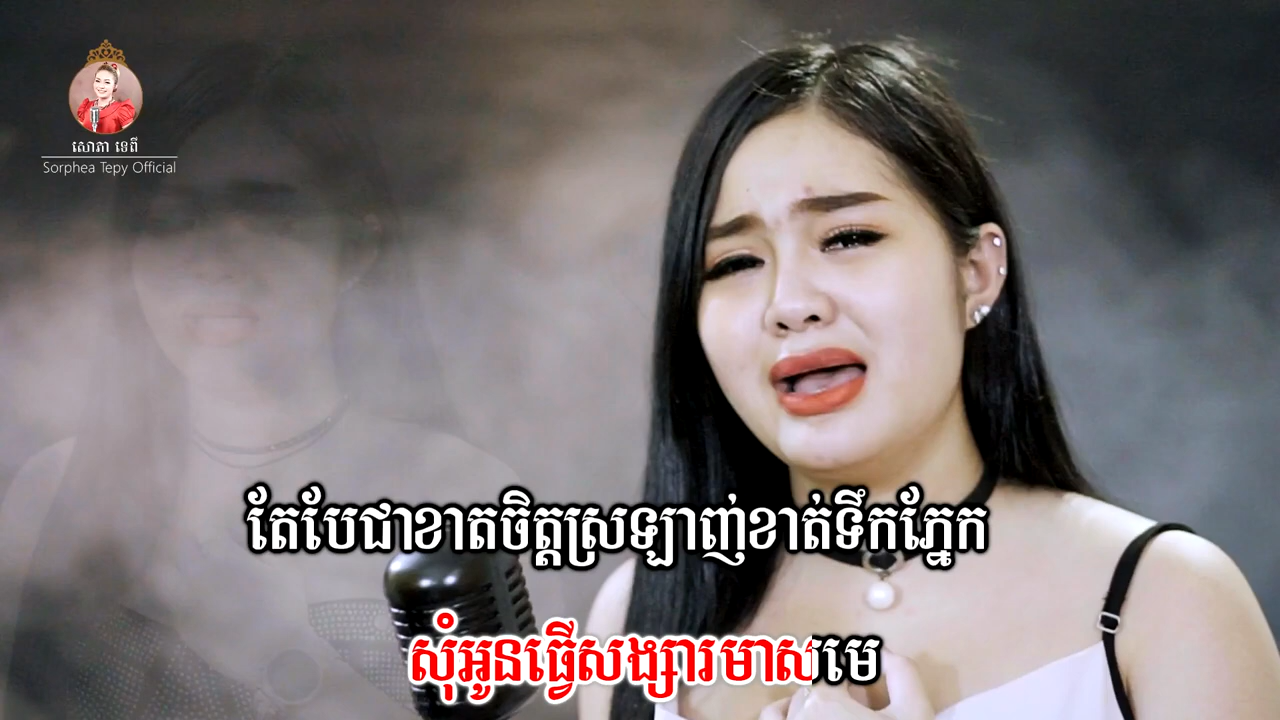 សោភា ទេពី
Sorphea Tepy Official
តែបែជាខាតចិត្តស្រឡាញ់ខាត់ទឹកភ្នែក
សុំអូនធ្វើសង្សារមាសមេ